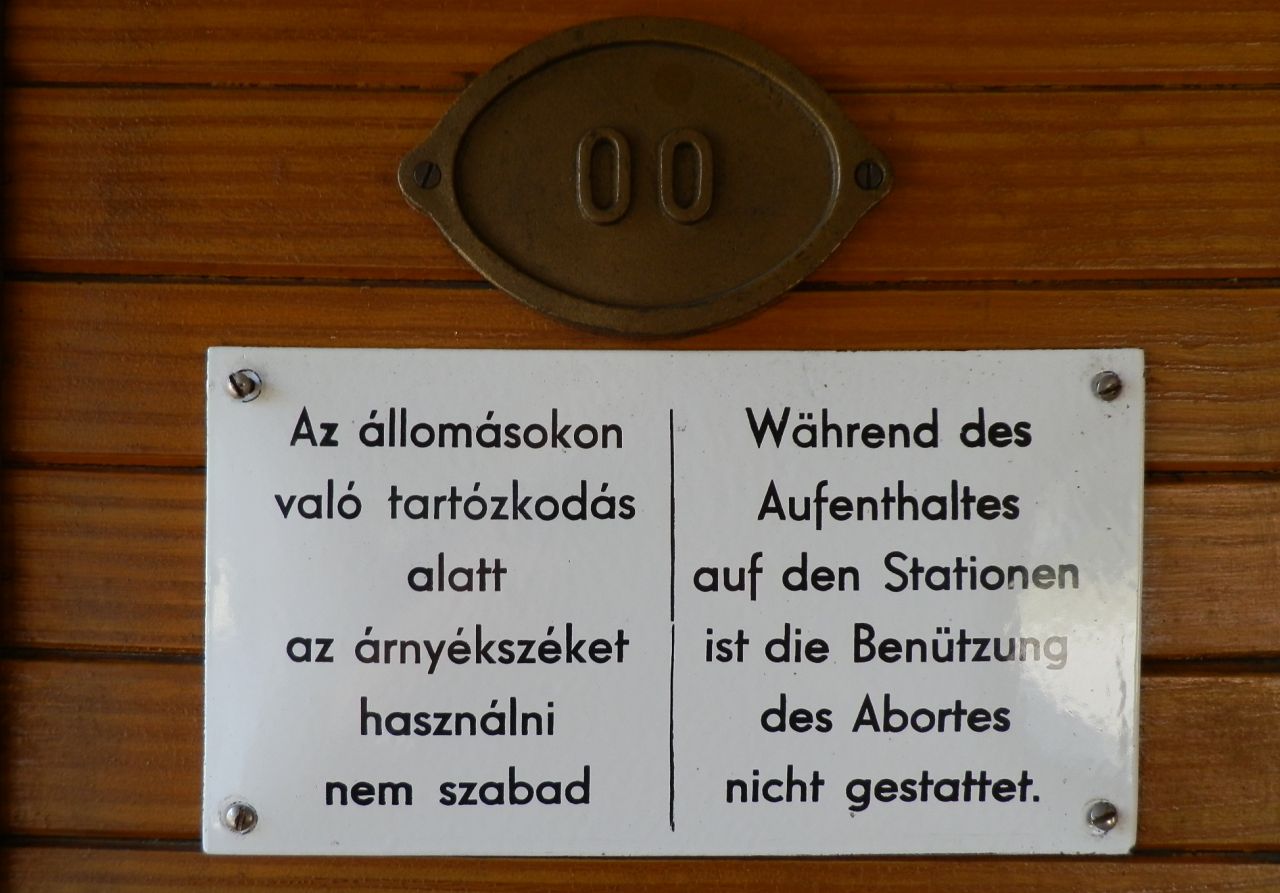 00
Az állomásokon
való tartózkodás
alatt
az árnyékszéket
használni
nem szabad
Während des
Aufenthaltes
auf den Stationen
ist die Benützung
des Abortes
nicht gestattet.